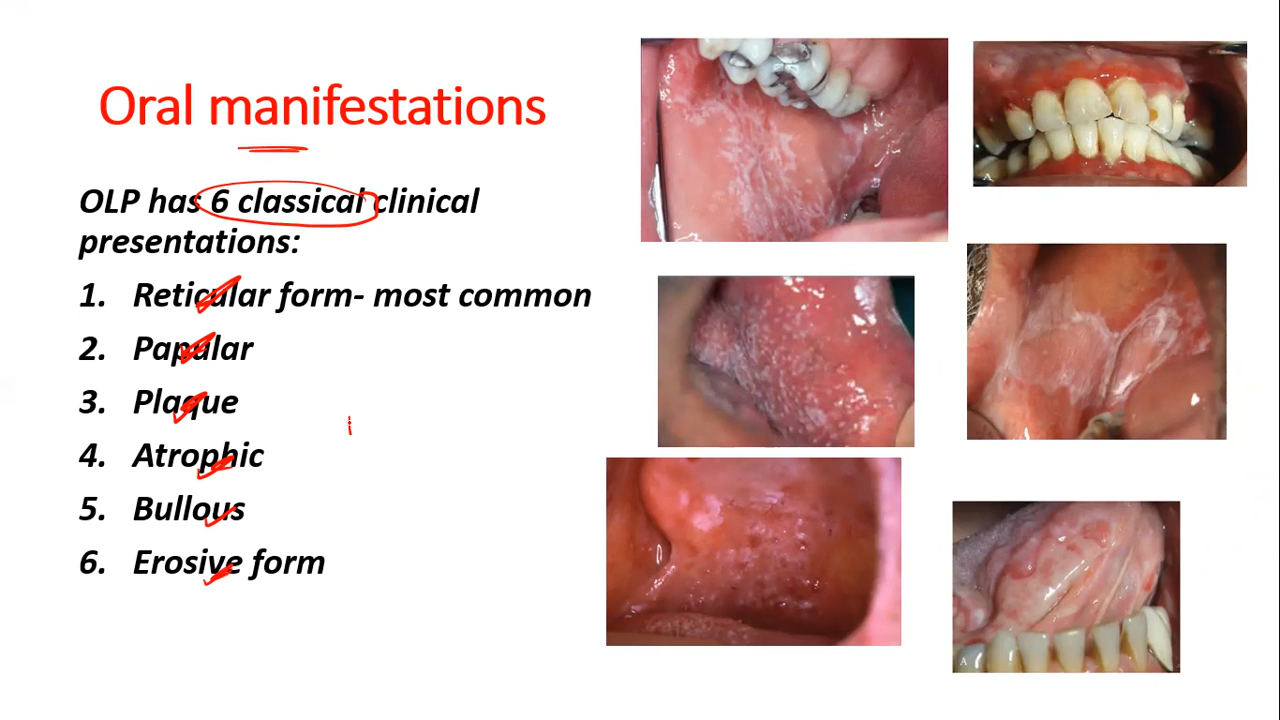 Oral manifestations
OLP has 6 classical clinical
presentations:
1. Reticular form- most common
2. Papular
3. Plaque
4. Atrophic
5. Bullous
6. Erosive form
A